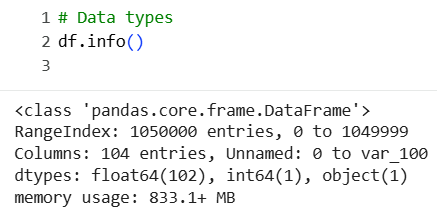 1 # Data types
2 df.info()
3
<class 'pandas.core.frame.DataFrame'>
RangeIndex: 1050000 entries, 0 to 1049999
Columns: 104 entries, Unnamed: 0 to var_100
dtypes: float64(102), int64(1), object(1)
memory usage: 833.1+ MB